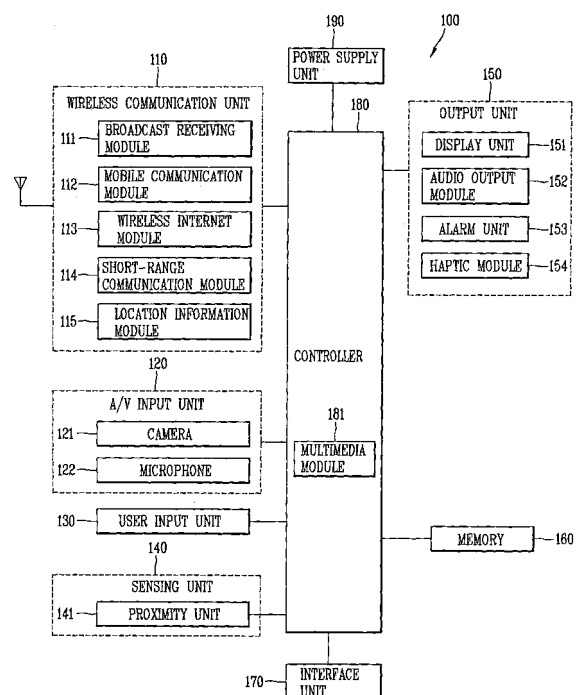 190
100
POWER SUPPLY
UNIT
110
WIRELESS COMMUNICATION UNIT
111
BROADCAST RECEIVING
MODULE
112
MOBILE COMMUNICATION
MODULE
113
WIRELESS INTERNET
MODULE
114
SHORT-RANGE
COMMUNICATION MODULE
115
LOCATION INFORMATION
MODULE
120
A/V INPUT UNIT
121
CAMERA
122
MICROPHONE
130
USER INPUT UNIT
140
SENSING UNIT
141
PROXIMITY UNIT
180
CONTROLLER
181
MULTIMEDIA
MODULE
150
OUTPUT UNIT
DISPLAY UNIT
151
AUDIO OUTPUT
MODULE
152
ALARM UNIT
153
HAPTIC MODULE
154
MEMORY
160
170
INTERFACE
UNIT